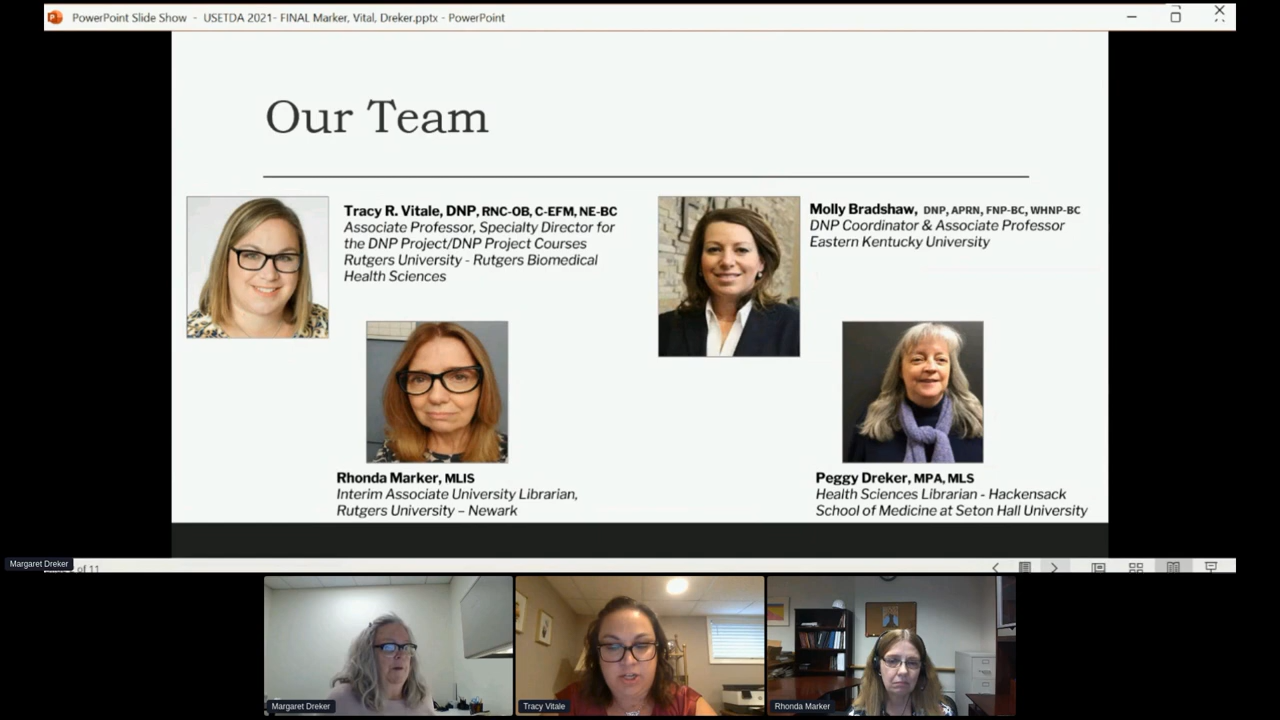 PowerPoint Slide Show - USETDA 2021- FINAL Marker, Vital, Dreker.pptx - PowerPoint
Our Team
Tracy R. Vitale, DNP, RNC-OB, C-EFM, NE-BC
Associate Professor, Specialty Director for
the DNP Project/DNP Project Courses
Rutgers University - Rutgers Biomedical
Health Sciences
Molly Bradshaw, DNP, APRN, FNP-BC, WHNP-BC
DNP Coordinator & Associate Professor
Eastern Kentucky University
Rhonda Marker, MLIS
Interim Associate University Librarian,
Rutgers University – Newark
Peggy Dreker, MPA, MLS
Health Sciences Librarian - Hackensack
School of Medicine at Seton Hall University
Margaret Dreker
of 11
Margaret Dreker
Tracy Vitale
Rhonda Marker